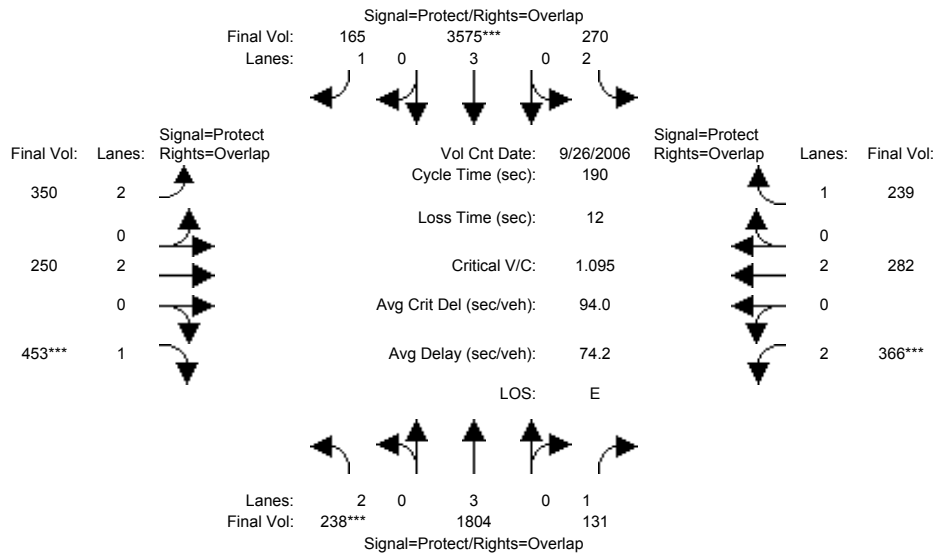 Signal=Protect/Rights=Overlap
Final Vol: 165 3575*** 270
Lanes: 1 0 3 0 2
Signal=Protect Signal=Protect
Final Vol: Lanes: Rights=Overlap Vol Cnt Date: 9/26/2006 Rights=Overlap Lanes: Final Vol:
Cycle Time (sec): 190
350 2 1 239
Loss Time (sec): 12
0 0
250 2 Critical V/C: 1.095 2 282
0 Avg Crit Del (sec/veh): 94.0 0
453*** 1 Avg Delay (sec/veh): 74.2 2 366***
LOS: E
Lanes: 2 0 3 0 1
Final Vol: 238*** 1804 131
Signal=Protect/Rights=Overlap